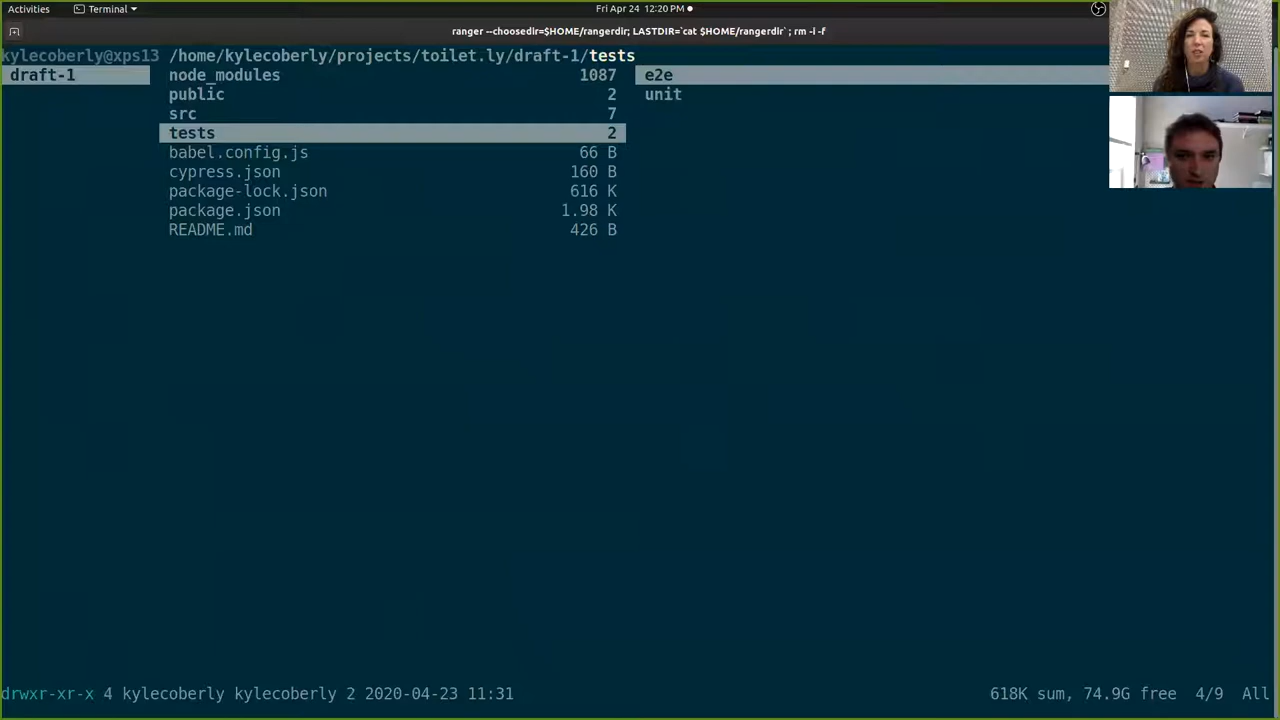 Activities Terminal Fri Apr 24 12:20 PM
ranger --choosedir=$HOME/rangerdir; LASTDIR=`cat $HOME/rangerdir`; rm -i -f
kylecoberly@xps13 /home/kylecoberly/projects/toilet.ly/draft-1/tests
draft-1 node_modules 1087 e2e
public 2 unit
src 7
tests 2
babel.config.js 66 B
cypress.json 160 B
package-lock.json 616 K
package.json 1.98 K
README.md 426 B
drwxr-xr-x 4 kylecoberly kylecoberly 2 2020-04-23 11:31 618K sum, 74.9G free 4/9 All